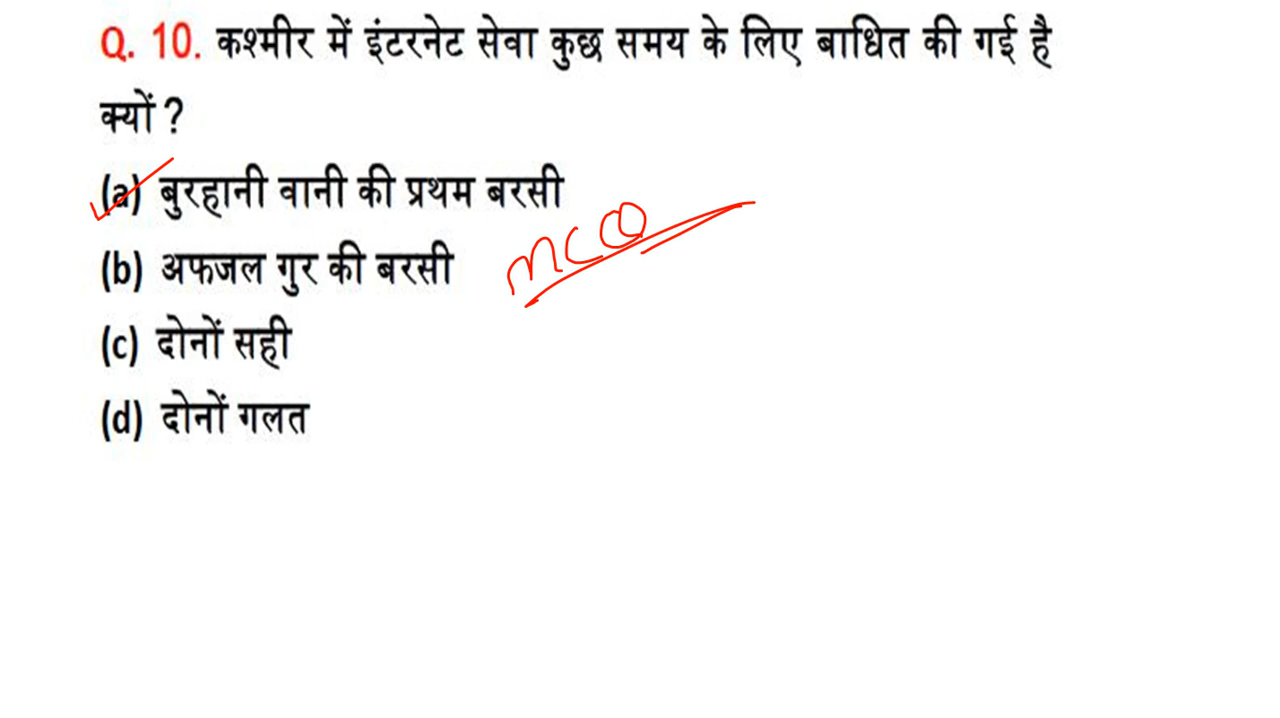 Q. 10. कश्मीर में इंटरनेट सेवा कुछ समय के लिए बाधित की गई है
क्यों ?
(a) बुरहानी वानी की प्रथम बरसी
(b) अफजल गुर की बरसी
MCQ
(c) दोनों सही
(d) दोनों गलत